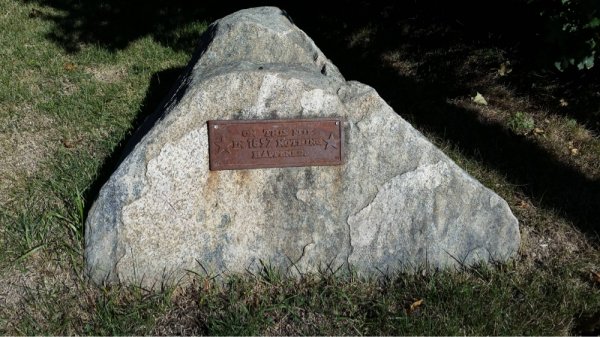 ON THIS SITE
IN 1897 NOTHING
HAPPENED